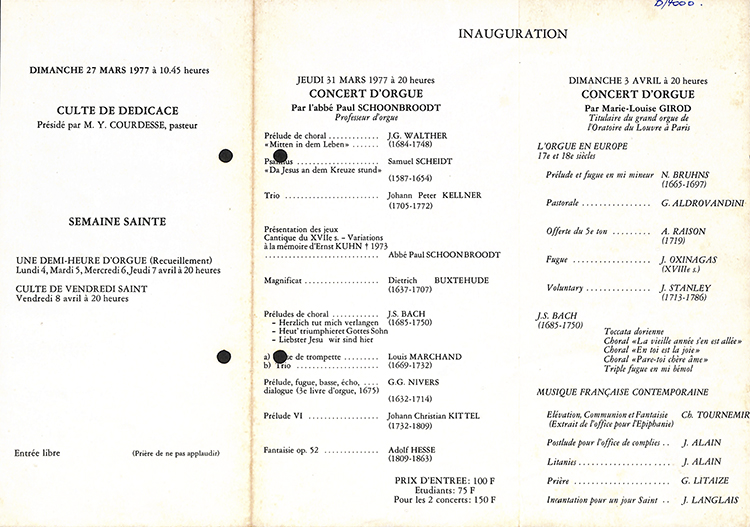 D/4000.
INAUGURATION
DIMANCHE 27 MARS 1977 à 10.45 heures
CULTE DE DEDICACE
Présidé par M. Y. COURDESSE, pasteur
SEMAINE SAINTE
UNE DEMI-HEURE D'ORGUE (Recueillement)
Lundi 4, Mardi 5, Mercredi 6, Jeudi 7 avril à 20 heures
CULTE DE VENDREDI SAINT
Vendredi 8 avril à 20 heures
Entrée libre (Prière de ne pas applaudir)
JEUDI 31 MARS 1977 à 20 heures
CONCERT D'ORGUE
Par l'abbé Paul SCHOONBROODT
Professeur d'orgue
Prélude de choral ............ J.G. WALTHER
«Mitten in dem Leben» ....... (1684-1748)
..................... Samuel SCHEIDT
«Da Jesus an dem Kreuze stund»
(1587-1654)
Trio ....................... Johann Peter KELLNER
(1705-1772)
Présentation des jeux
Cantique du XVIIe s. – Variations
à la mémoire d'Ernst KUHN † 1973
............................ Abbé Paul SCHOONBROODT
Magnificat .................. Dietrich BUXTEHUDE
(1637-1707)
Préludes de choral ........... J.S. BACH
– Herzlich tut mich verlangen (1685-1750)
– Heut' triumphieret Gottes Sohn
– Liebster Jesu wir sind hier
a) de trompette ......... Louis MARCHAND
b) Trio .................. (1669-1732)
Prélude, fugue, basse, écho, .... G.G. NIVERS
dialogue (3e livre d'orgue, 1675)
(1632-1714)
Prélude VI .................. Johann Christian KITTEL
(1732-1809)
Fantaisie op. 52 .............. Adolf HESSE
(1809-1863)
PRIX D'ENTREE: 100 F
Etudiants: 75 F
Pour les 2 concerts: 150 F
DIMANCHE 3 AVRIL à 20 heures
CONCERT D'ORGUE
Par Marie-Louise GIROD
Titulaire du grand orgue de
l'Oratoire du Louvre à Paris
L'ORGUE EN EUROPE
17e et 18e siècles
Prélude et fugue en mi mineur N. BRUHNS
(1665-1697)
Pastorale ................ G. ALDROVANDINI
Offerte du 5e ton ......... A. RAISON
(1719)
Fugue .................. J. OXINAGAS
(XVIIIe s.)
Voluntary ............... J. STANLEY
(1713-1786)
J.S. BACH
(1685-1750)
Toccata dorienne
Choral «La vieille année s'en est allée»
Choral «En toi est la joie»
Choral «Pare-toi chère âme»
Triple fugue en mi bémol
MUSIQUE FRANÇAISE CONTEMPORAINE
Elévation, Communion et Fantaisie Ch. TOURNEMIR
(Extrait de l'office pour l'Epiphanie)
Postlude pour l'office de complies .. J. ALAIN
Litanies ..................... J. ALAIN
Prière ...................... G. LITAIZE
Incantation pour un jour Saint .. J. LANGLAIS